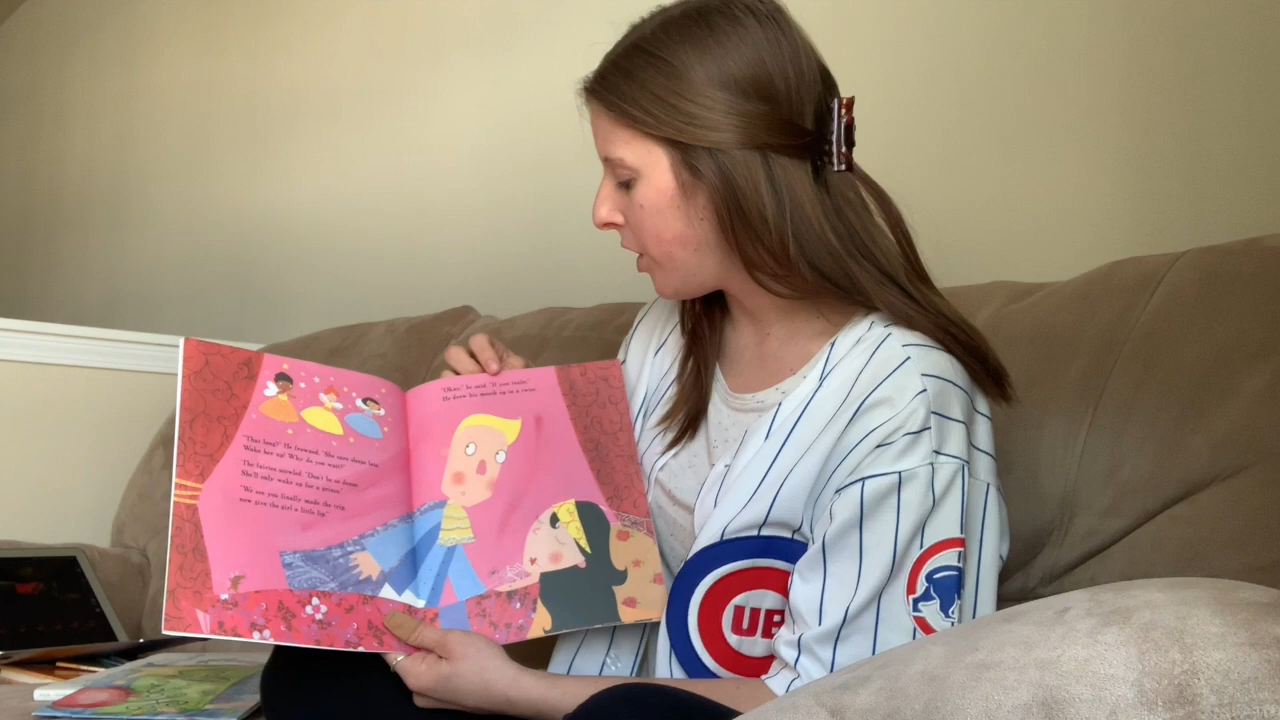 "That long?" He frowned. "She sure sleeps late.
Wake her up! Why do you wait?"
The fairies scowled. "Don't be so dense.
She'll only wake up for a prince."
"We see you finally made the trip,
now give the girl a little lip."
"Okay," he said. "If you insist."
He drew his mouth up in a twist.
UB